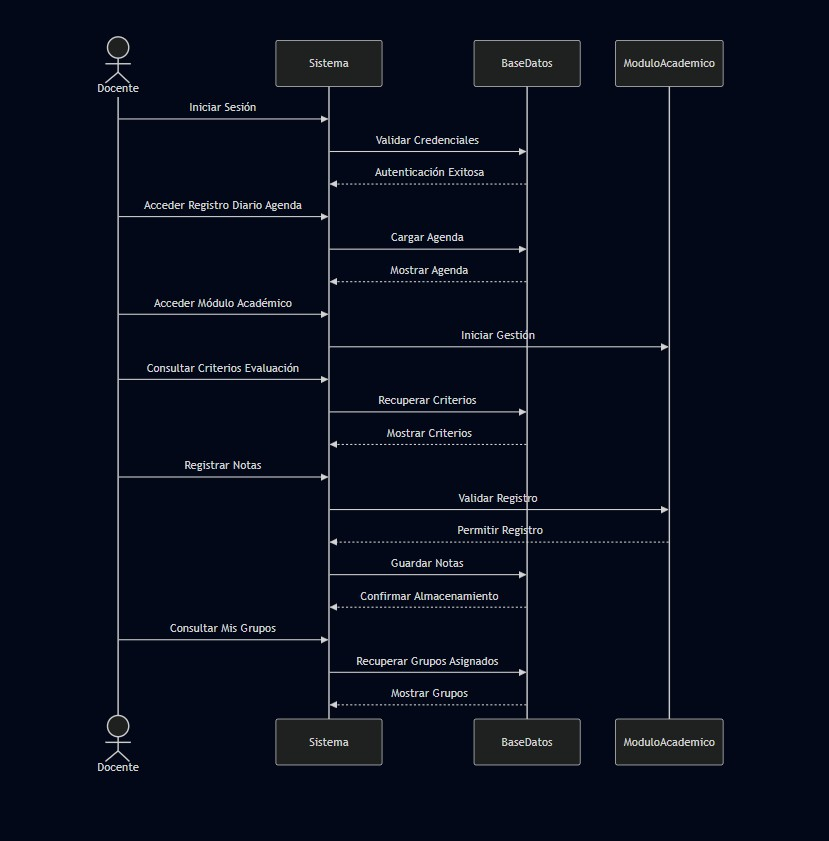 Docente
Sistema
BaseDatos
ModuloAcademico
Iniciar Sesión
Validar Credenciales
Autenticación Exitosa
Acceder Registro Diario Agenda
Cargar Agenda
Mostrar Agenda
Acceder Módulo Académico
Iniciar Gestión
Consultar Criterios Evaluación
Recuperar Criterios
Mostrar Criterios
Registrar Notas
Validar Registro
Permitir Registro
Guardar Notas
Confirmar Almacenamiento
Consultar Mis Grupos
Recuperar Grupos Asignados
Mostrar Grupos
Docente
Sistema
BaseDatos
ModuloAcademico